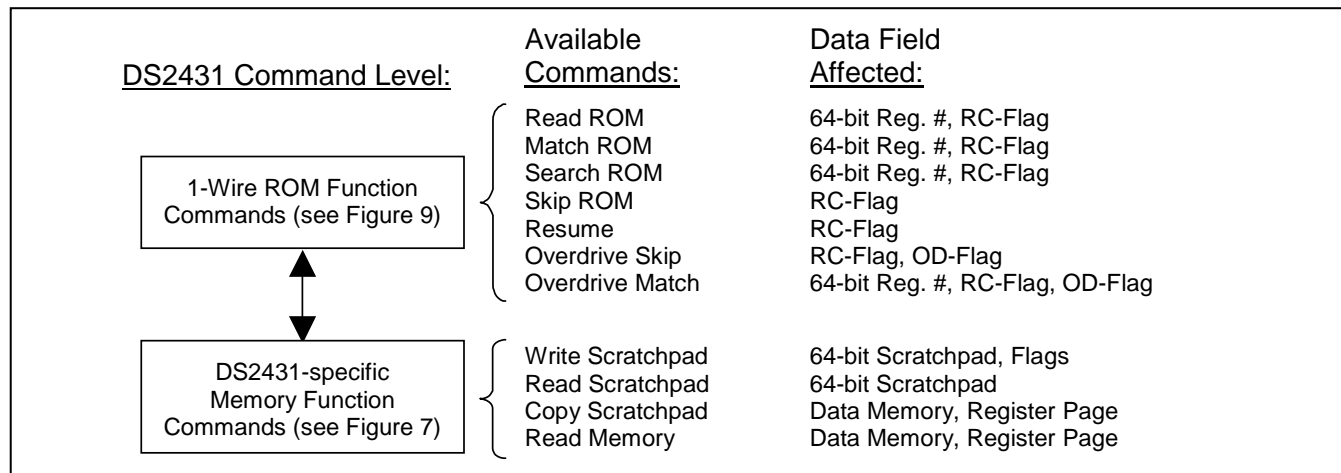 DS2431 Command Level:
Available
Commands:
Data Field
Affected:
1-Wire ROM Function
Commands (see Figure 9)
Read ROM 64-bit Reg. #, RC-Flag
Match ROM 64-bit Reg. #, RC-Flag
Search ROM 64-bit Reg. #, RC-Flag
Skip ROM RC-Flag
Resume RC-Flag
Overdrive Skip RC-Flag, OD-Flag
Overdrive Match 64-bit Reg. #, RC-Flag, OD-Flag
DS2431-specific
Memory Function
Commands (see Figure 7)
Write Scratchpad 64-bit Scratchpad, Flags
Read Scratchpad 64-bit Scratchpad
Copy Scratchpad Data Memory, Register Page
Read Memory Data Memory, Register Page